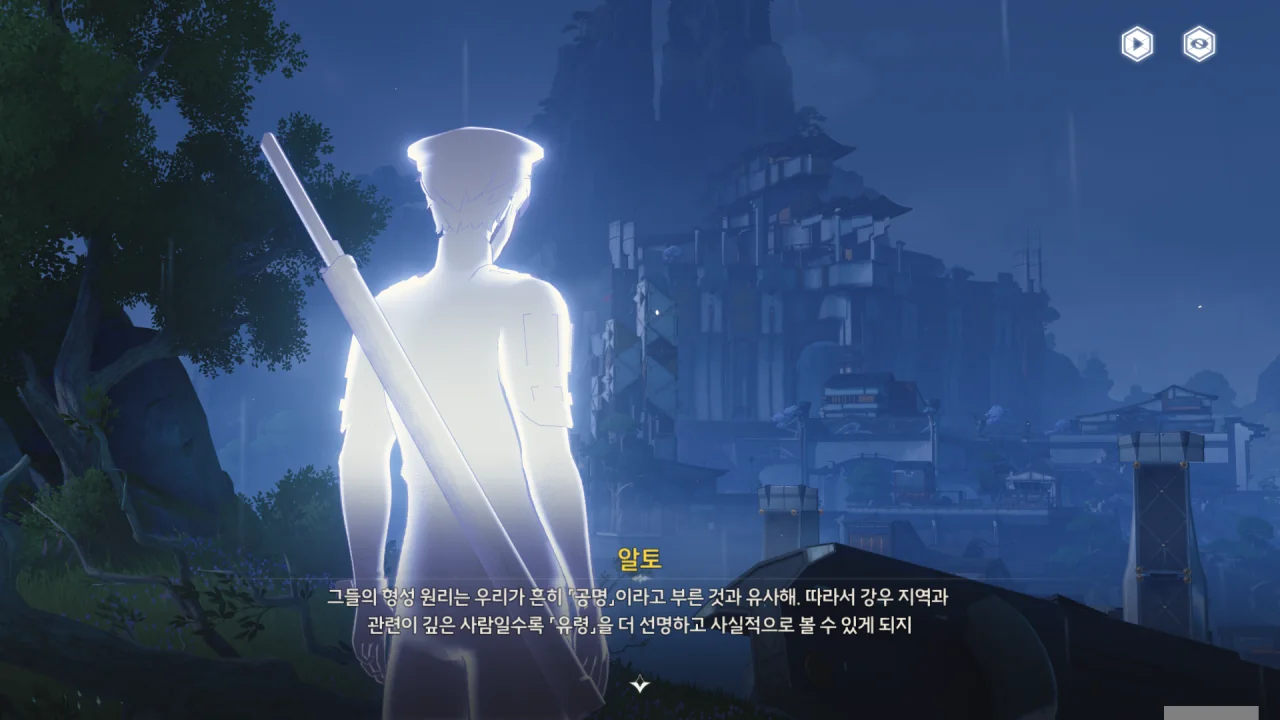 알토
그들의 형성 원리는 우리가 흔히 「공명」이라고 부른 것과 유사해. 따라서 강우 지역과
관련이 깊은 사람일수록 「유령」을 더 선명하고 사실적으로 볼 수 있게 되지